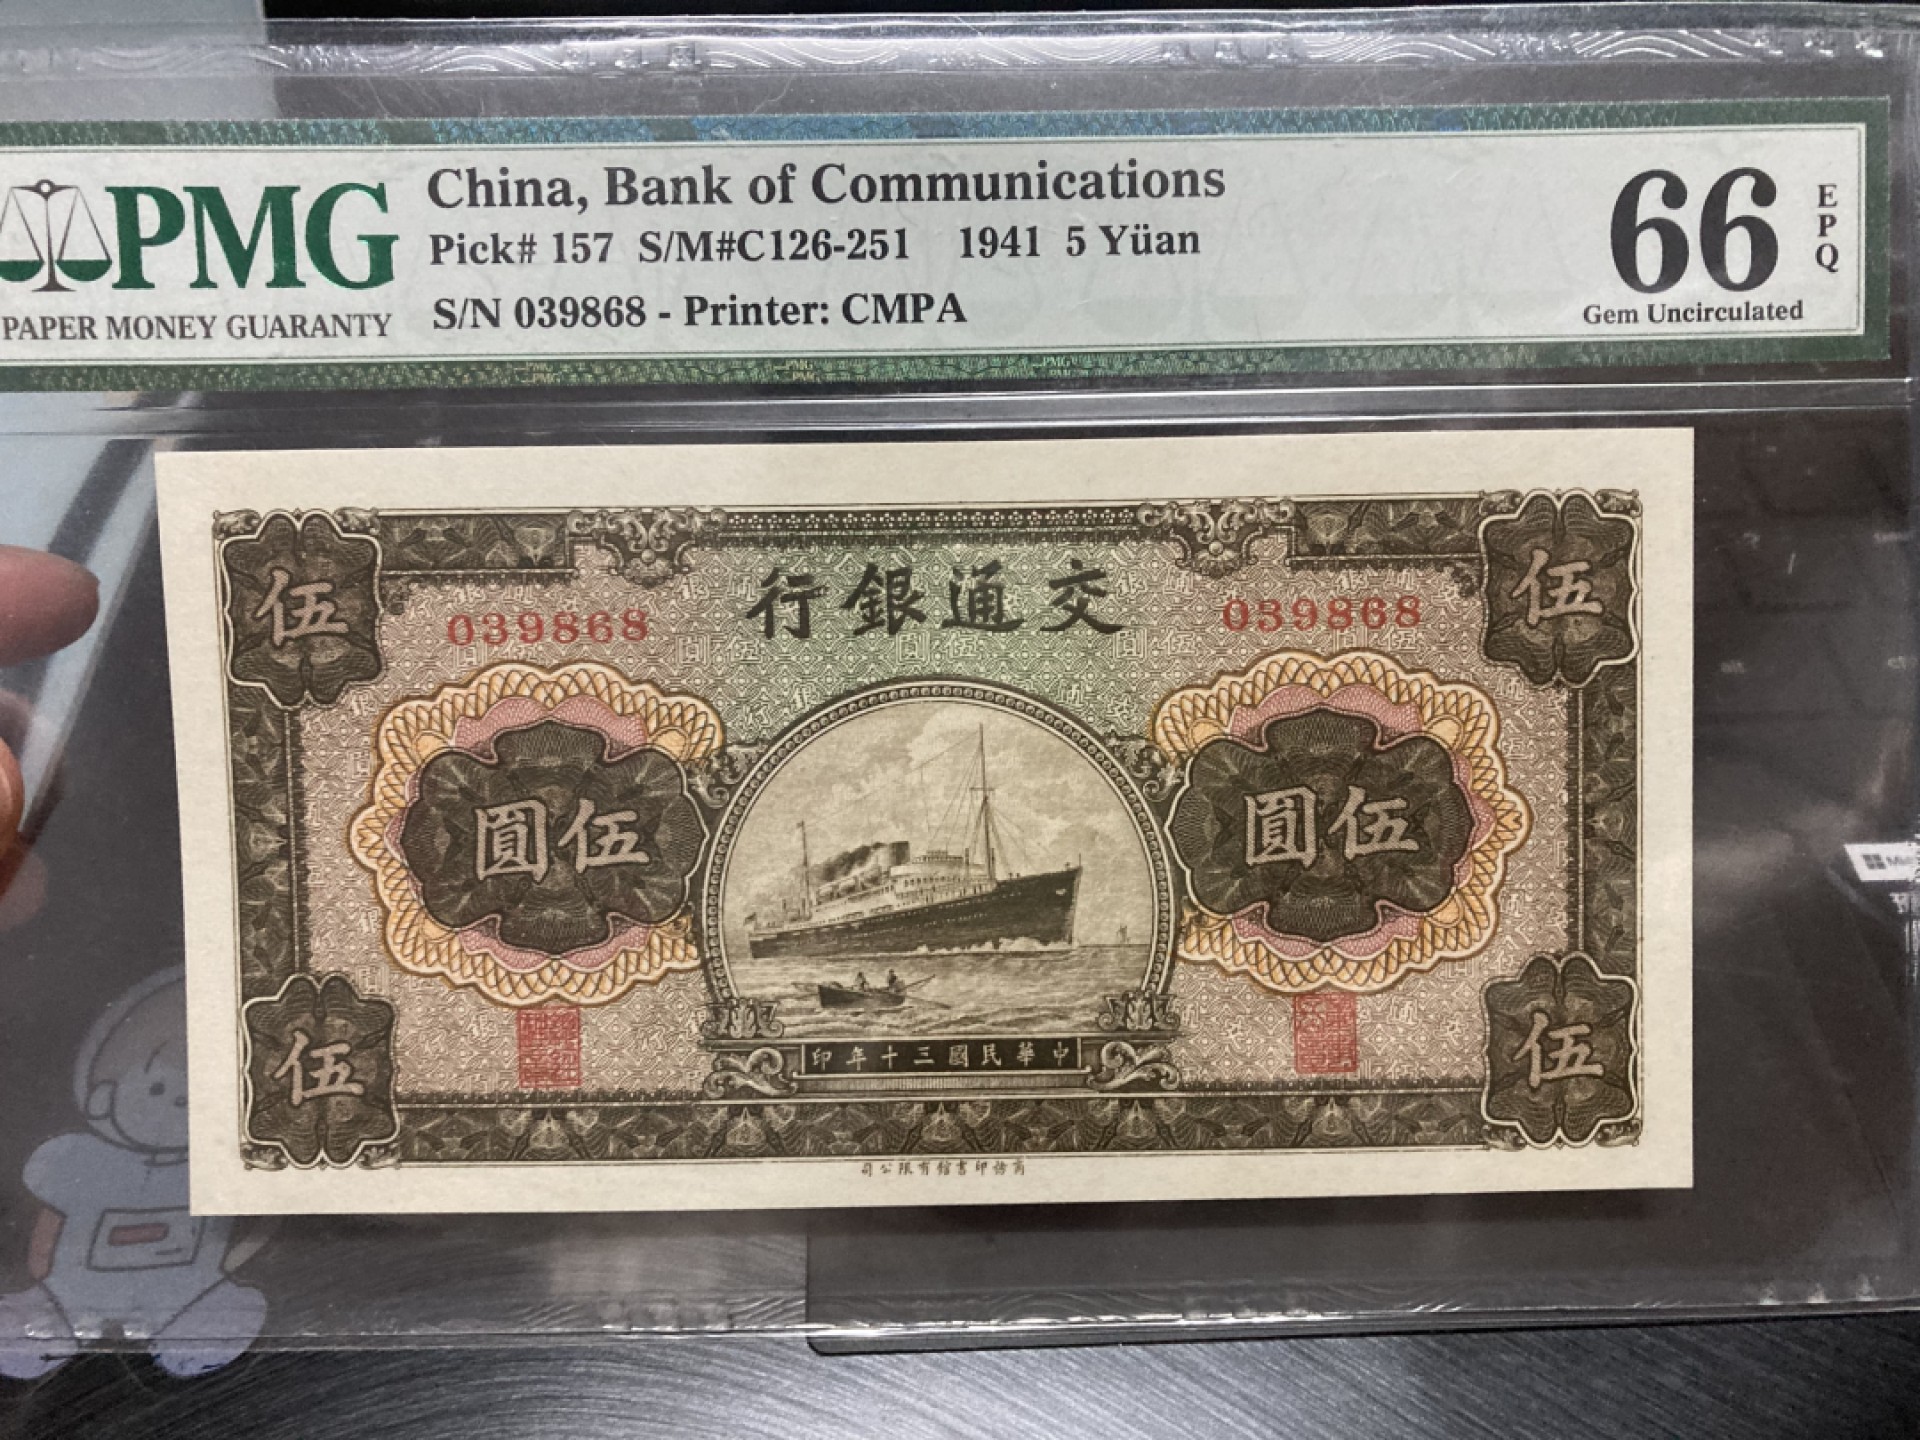 PMG
PAPER MONEY GUARANTY
China, Bank of Communications
Pick# 157 S/M#C126-251 1941 5 Yüan
S/N 039868 - Printer: CMPA
66
EPQ
Gem Uncirculated
伍
行銀通交
伍
039868
039868
圓伍
圓伍
印年十三國民華中
伍
伍
司公限有館書印務商